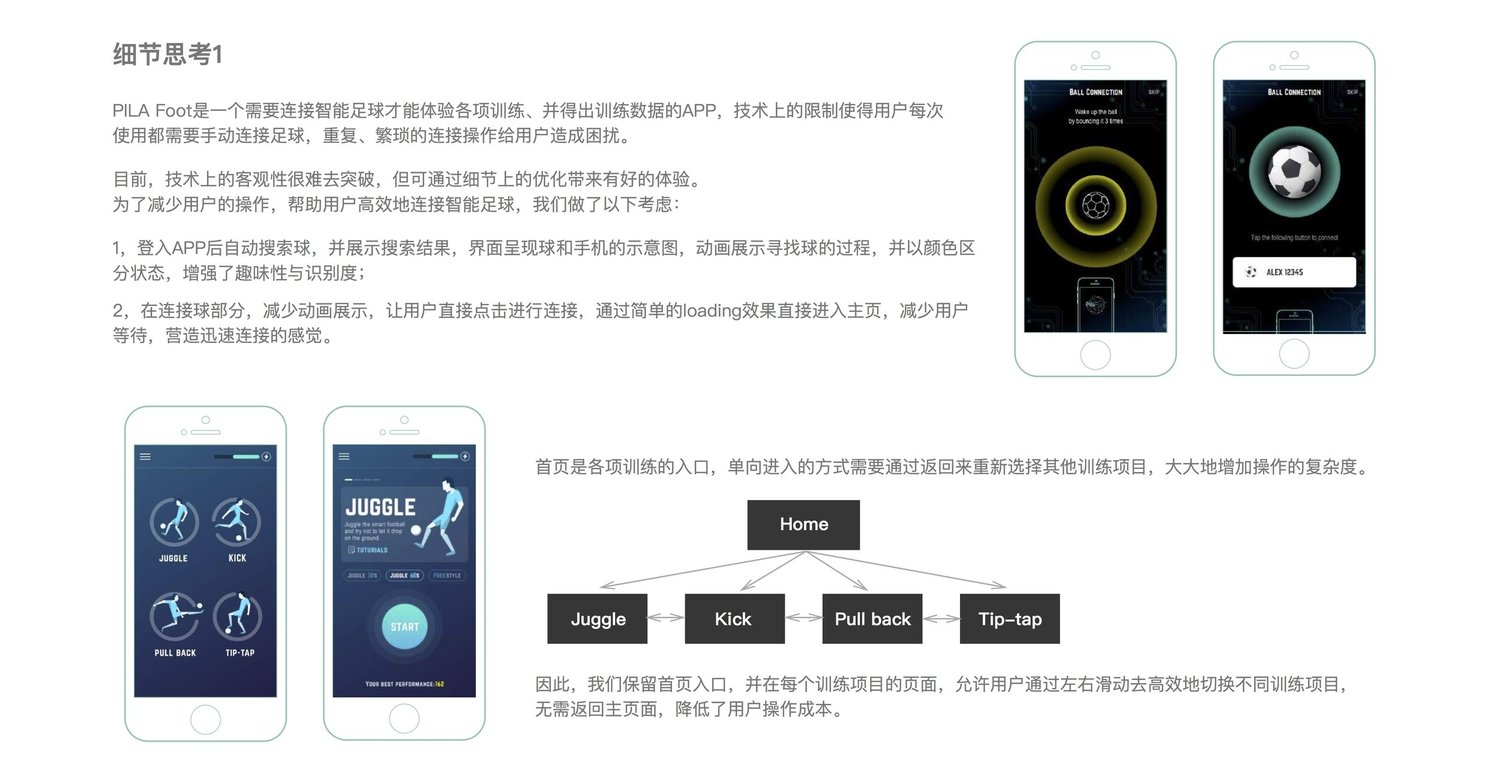 细节思考1
PILA Foot是一个需要连接智能足球才能体验各项训练、并得出训练数据的APP，技术上的限制使得用户每次
使用都需要手动连接足球，重复、繁琐的连接操作给用户造成困扰。
目前，技术上的客观性很难去突破，但可通过细节上的优化带来有好的体验。
为了减少用户的操作，帮助用户高效地连接智能足球，我们做了以下考虑：
1，登入APP后自动搜索球，并展示搜索结果，界面呈现球和手机的示意图，动画展示寻找球的过程，并以颜色区
分状态，增强了趣味性与识别度；
2，在连接球部分，减少动画展示，让用户直接点击进行连接，通过简单的loading效果直接进入主页，减少用户
等待，营造迅速连接的感觉。
BALL CONNECTION
SKIP
Wake up the ball
by bouncing it 3 times
BALL CONNECTION
SKIP
Tap the following button to connect
ALEX 12345
JUGGLE
KICK
PULL BACK
TIP-TAP
JUGGLE
Juggle the smart football
and try not to let it drop
on the ground.
TUTURIALS
JUGGLE 30S
JUGGLE 60S
FREESTYLE
START
YOUR BEST PERFORMANCE:162
首页是各项训练的入口，单向进入的方式需要通过返回来重新选择其他训练项目，大大地增加操作的复杂度。
Home
Juggle
Kick
Pull back
Tip-tap
因此，我们保留首页入口，并在每个训练项目的页面，允许用户通过左右滑动去高效地切换不同训练项目，
无需返回主页面，降低了用户操作成本。